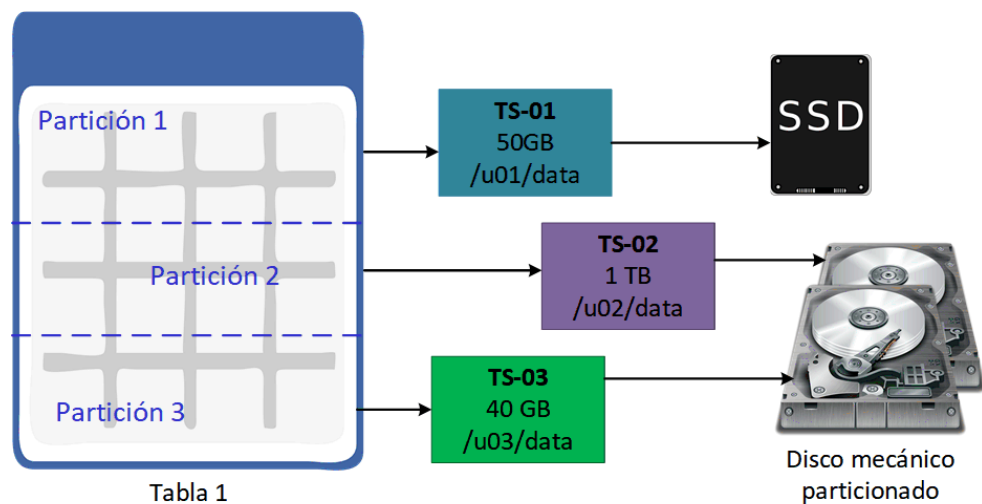 Partición 1
Partición 2
Partición 3
Tabla 1
TS-01
50GB
/u01/data
TS-02
1 TB
/u02/data
TS-03
40 GB
/u03/data
SSD
Disco mecánico
particionado